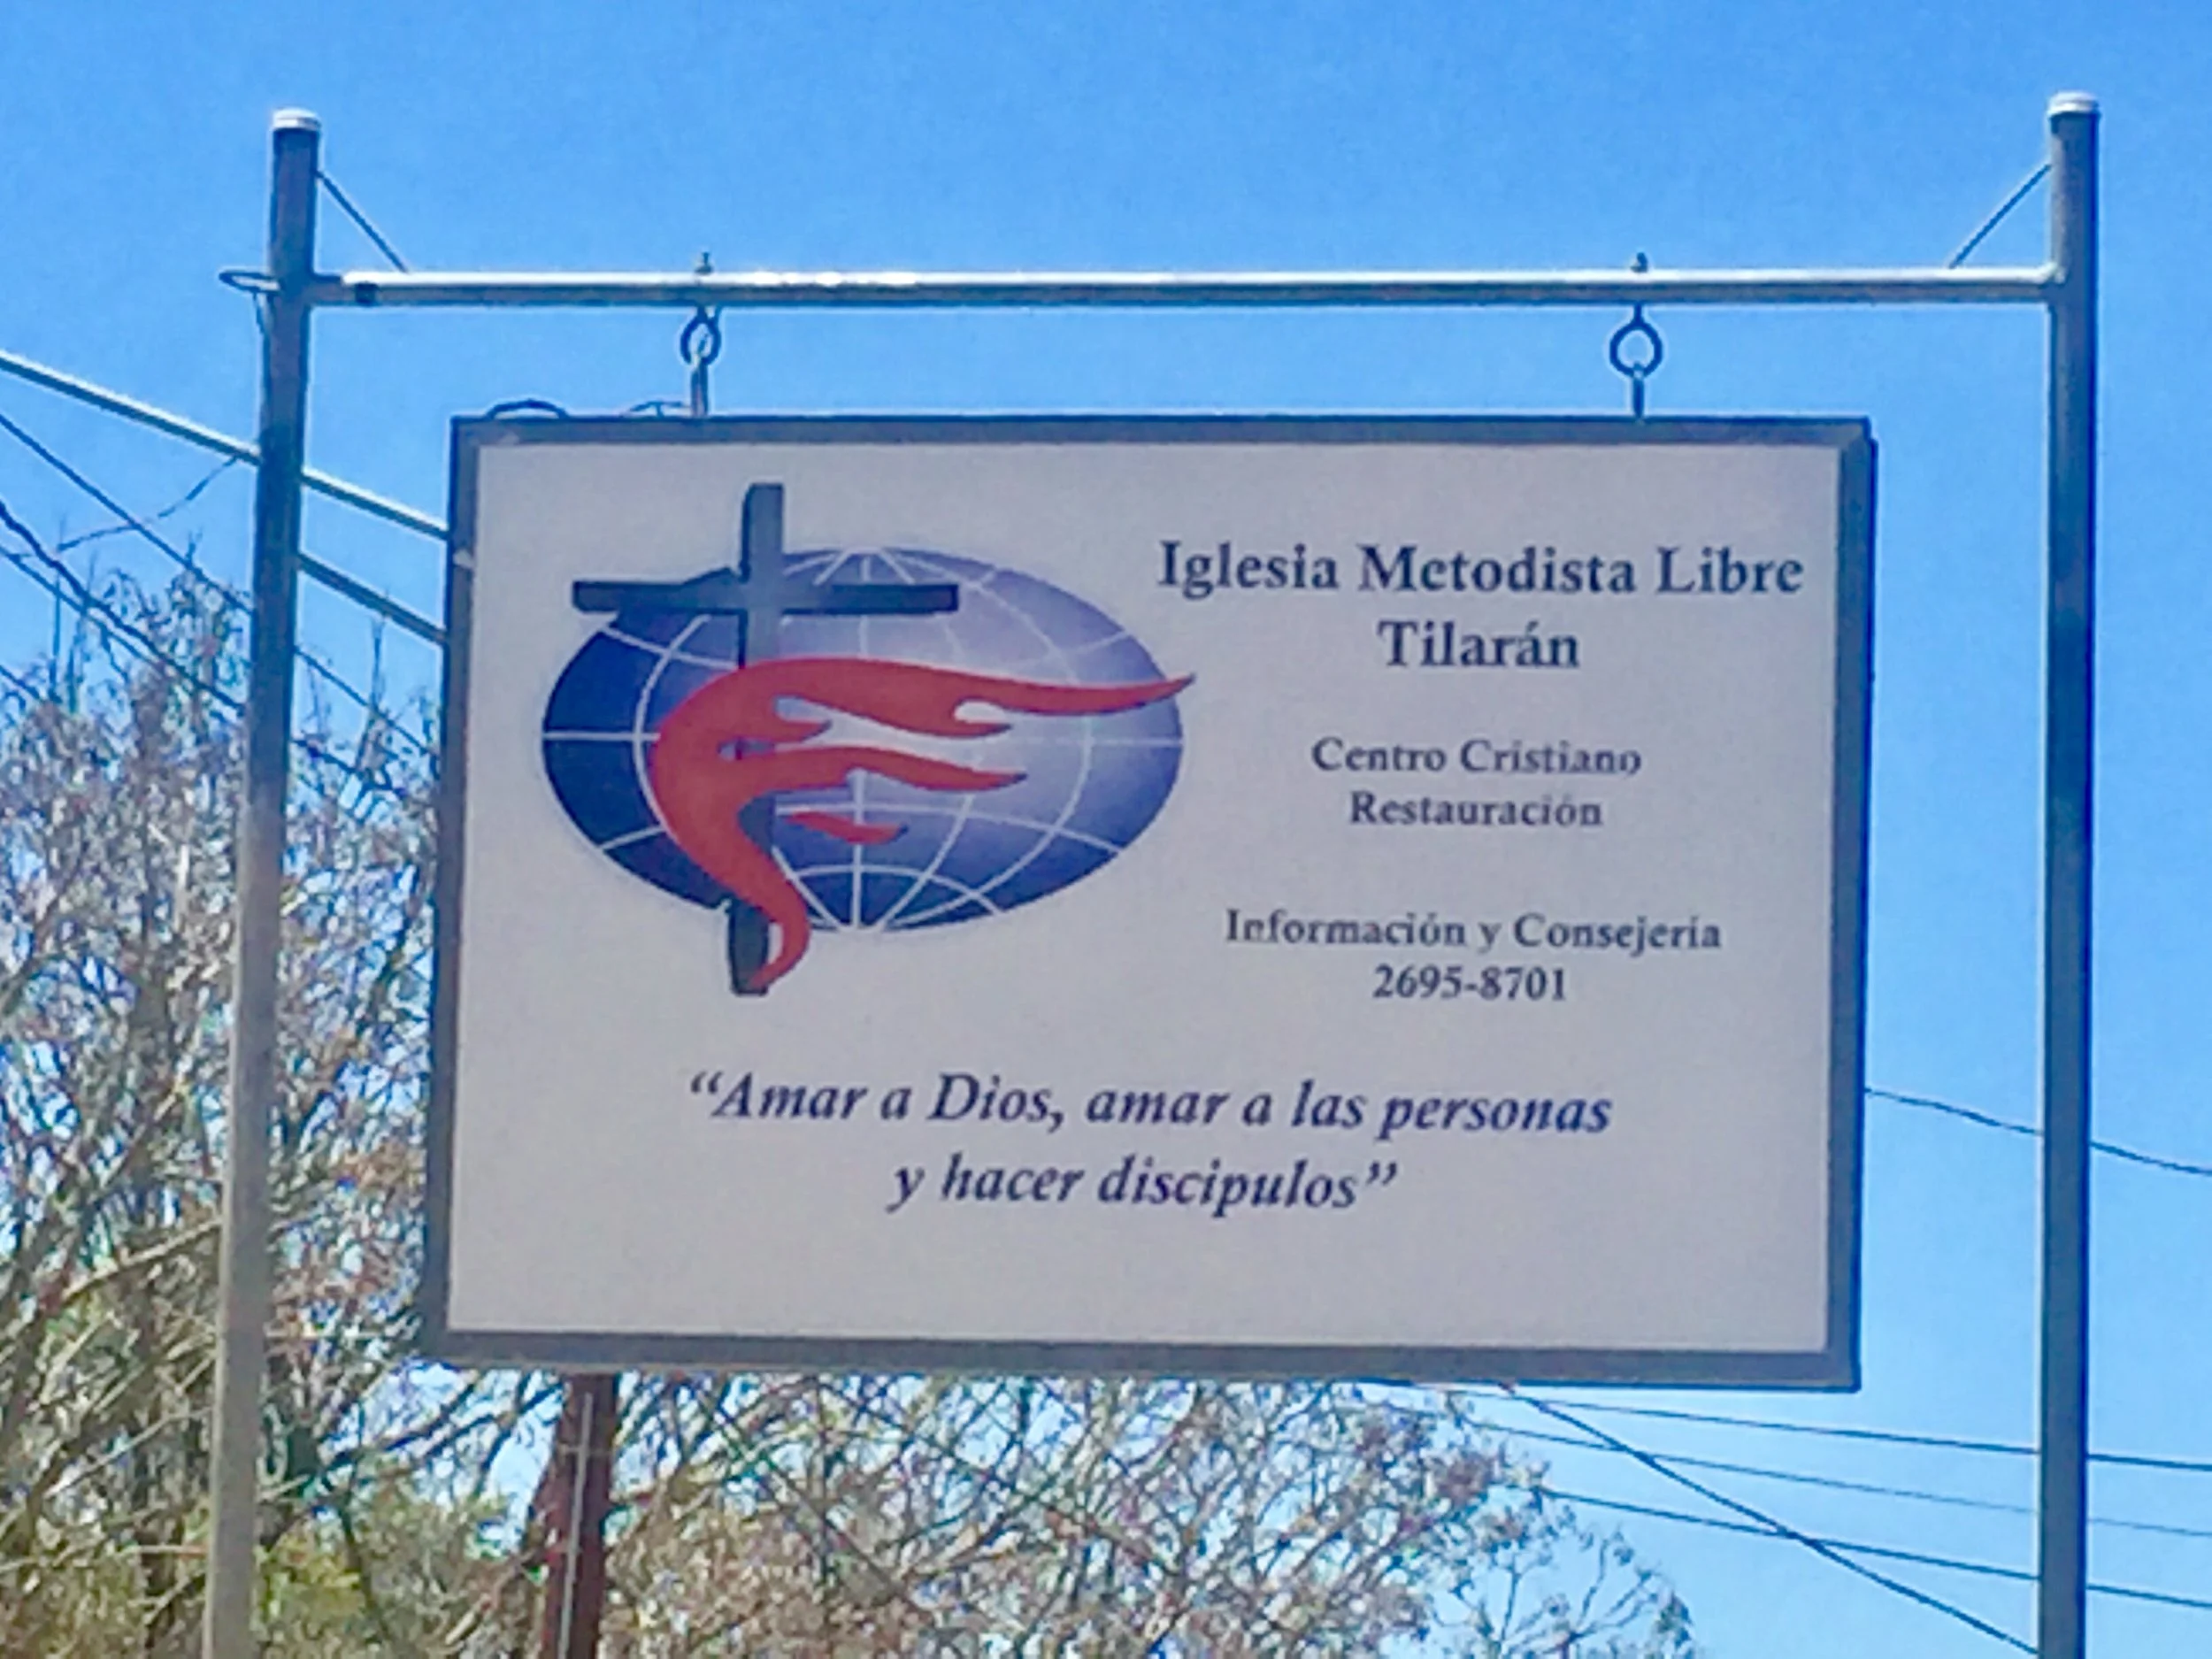 Iglesia Metodista Libre
Tilarán
Centro Cristiano
Restauración
Información y Consejería
2695-8701
“Amar a Dios, amar a las personas
y hacer discipulos”